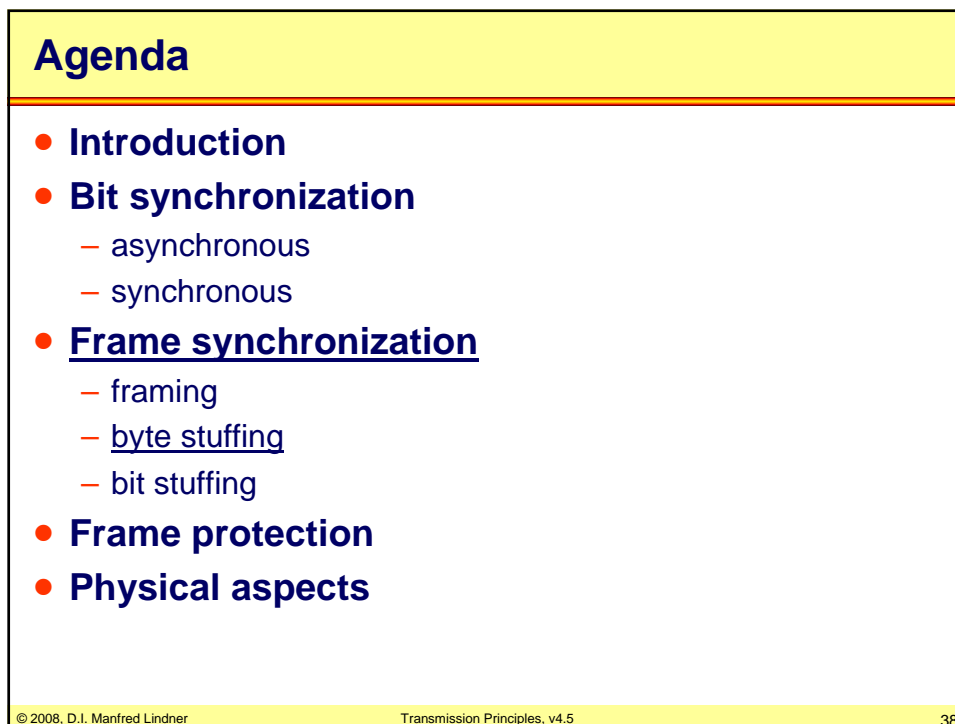 Agenda
• Introduction
• Bit synchronization
– asynchronous
– synchronous
• Frame synchronization
– framing
– byte stuffing
– bit stuffing
• Frame protection
• Physical aspects
© 2008, D.I. Manfred Lindner
Transmission Principles, v4.5
38